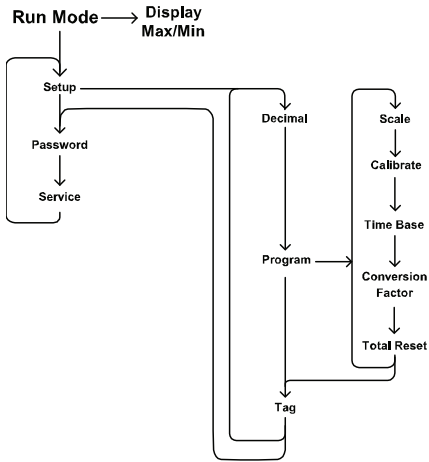 Run Mode
Display
Max/Min
Setup
Password
Service
Decimal
Program
Tag
Scale
Calibrate
Time Base
Conversion
Factor
Total Reset